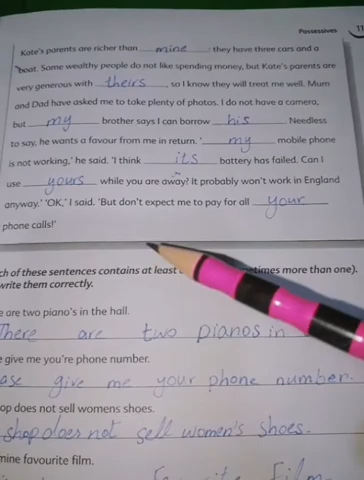 Possessives 11
Kate's parents are richer than mine they have three cars and a
boat. Some wealthy people do not like spending money, but Kate's parents are
very generous with theirs, so I know they will treat me well. Mum
and Dad have asked me to take plenty of photos. I do not have a camera,
but my brother says I can borrow his Needless
to say, he wants a favour from me in return. ' my mobile phone
is not working,' he said. 'I think its battery has failed. Can I
use yours while you are away? It probably won't work in England
anyway.' 'OK,' I said. 'But don't expect me to pay for all your
phone calls!'
ch of these sentences contains at least times more than one).
write them correctly.
e are two piano's in the hall.
There are two pianos in
e give me you're phone number.
ase give me your phone number.
op does not sell womens shoes.
shop does not sell women's shoes.
mine favourite film.
Film